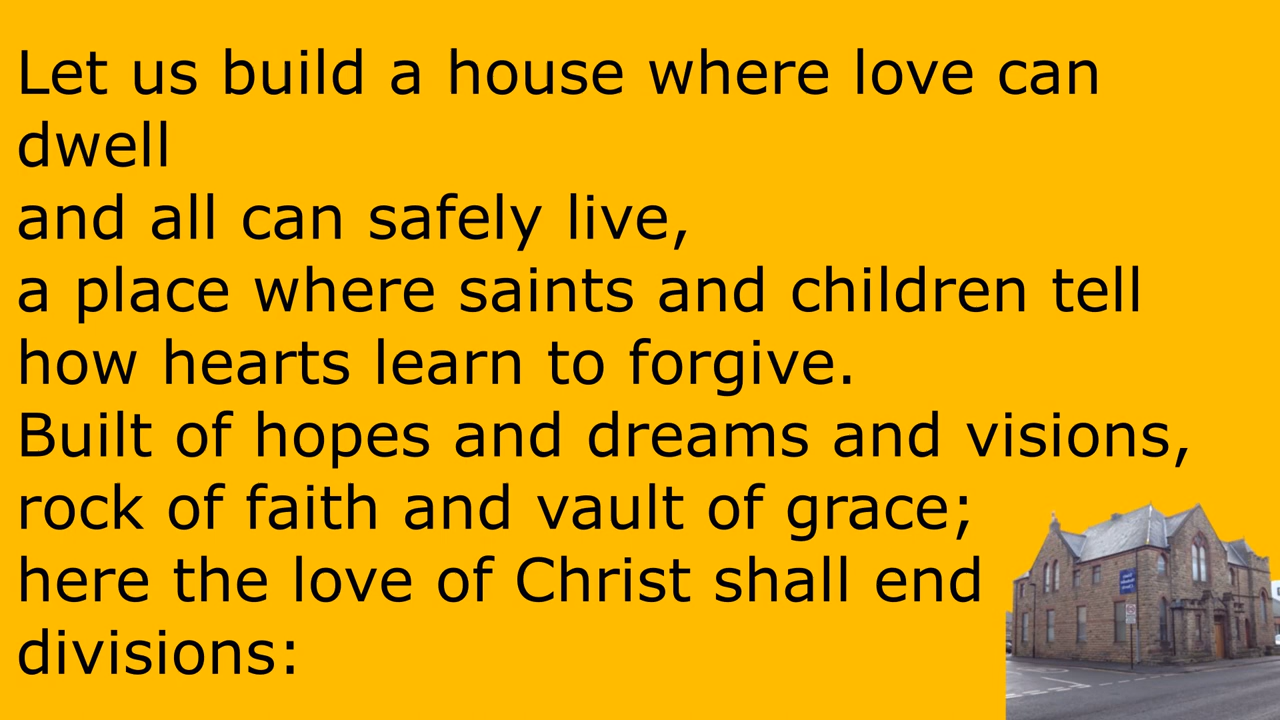 Let us build a house where love can
dwell
and all can safely live,
a place where saints and children tell
how hearts learn to forgive.
Built of hopes and dreams and visions,
rock of faith and vault of grace;
here the love of Christ shall end
divisions: